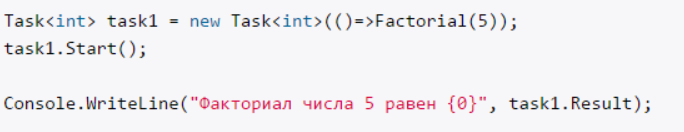 Task<int> task1 = new Task<int>(()=>Factorial(5));
task1.Start();
Console.WriteLine("Факториал числа 5 равен {0}", task1.Result);